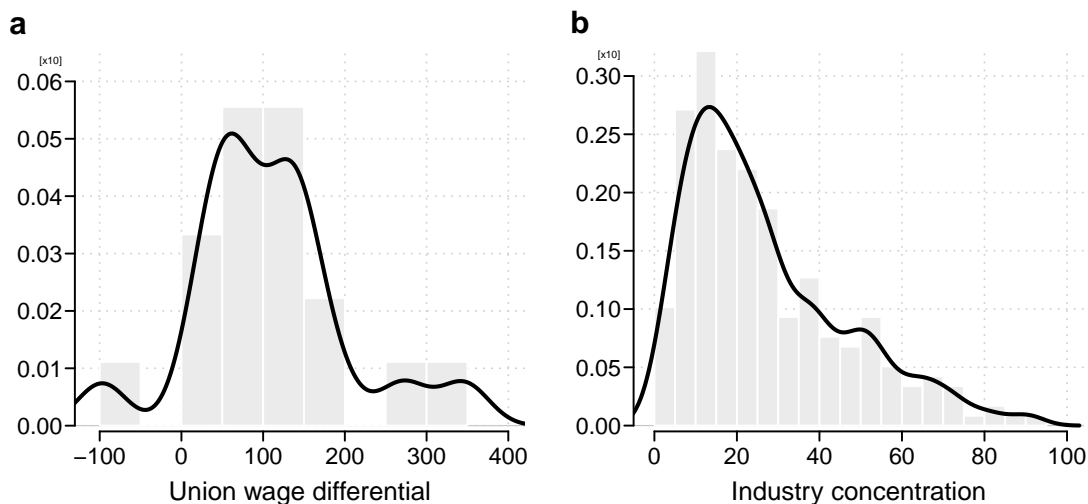 a
[x10]
0.06
0.05
0.04
0.03
0.02
0.01
0.00
−100 0 100 200 300 400
Union wage differential
b
[x10]
0.30
0.25
0.20
0.15
0.10
0.05
0.00
0 20 40 60 80 100
Industry concentration